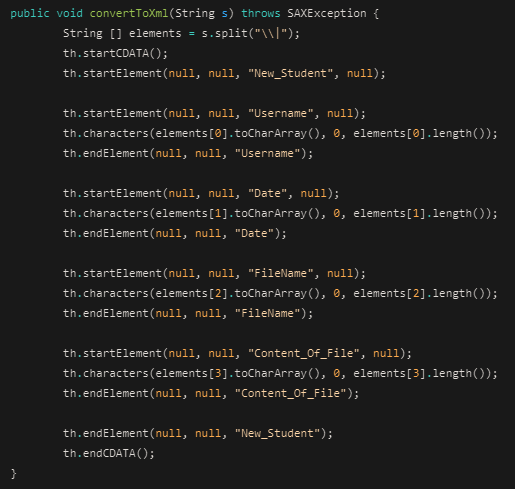 public void convertToXml(String s) throws SAXException {
        String [] elements = s.split("\\|");
        th.startCDATA();
        th.startElement(null, null, "New_Student", null);

        th.startElement(null, null, "Username", null);
        th.characters(elements[0].toCharArray(), 0, elements[0].length());
        th.endElement(null, null, "Username");

        th.startElement(null, null, "Date", null);
        th.characters(elements[1].toCharArray(), 0, elements[1].length());
        th.endElement(null, null, "Date");

        th.startElement(null, null, "FileName", null);
        th.characters(elements[2].toCharArray(), 0, elements[2].length());
        th.endElement(null, null, "FileName");

        th.startElement(null, null, "Content_Of_File", null);
        th.characters(elements[3].toCharArray(), 0, elements[3].length());
        th.endElement(null, null, "Content_Of_File");

        th.endElement(null, null, "New_Student");
        th.endCDATA();
}